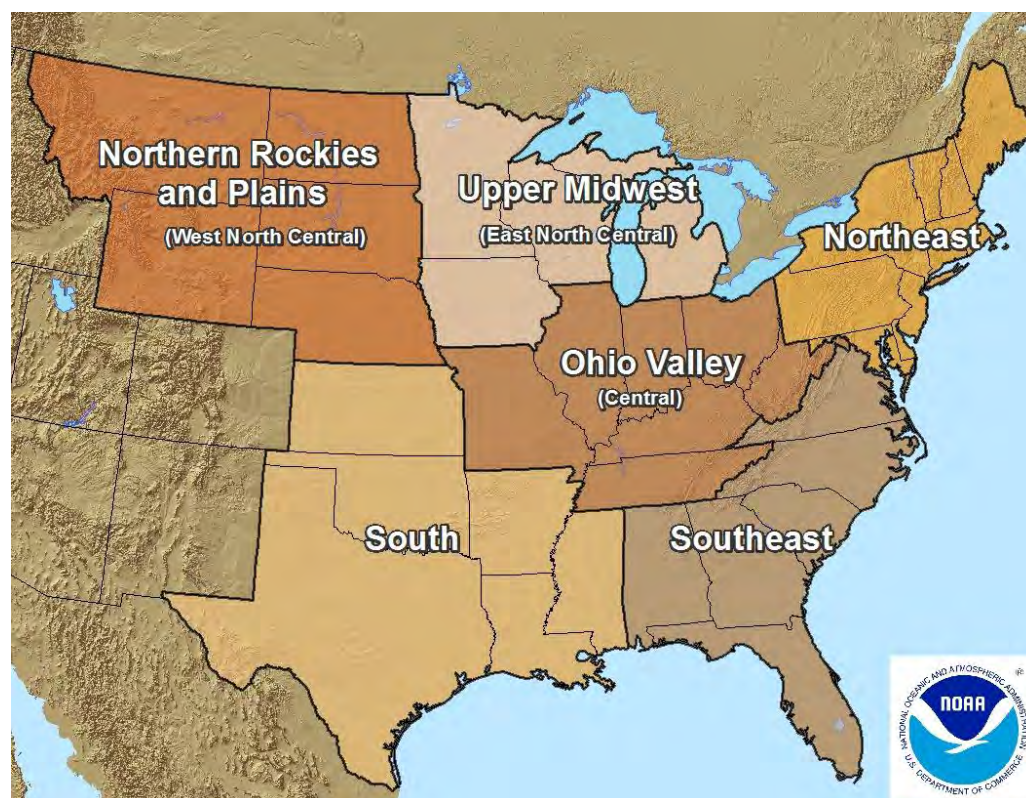 Northern Rockies
and Plains
(West North Central)
Upper Midwest
(East North Central)
Northeast
Ohio Valley
(Central)
South
Southeast
NATIONAL OCEANIC AND ATMOSPHERIC ADMINISTRATION
NOAA
U.S. DEPARTMENT OF COMMERCE